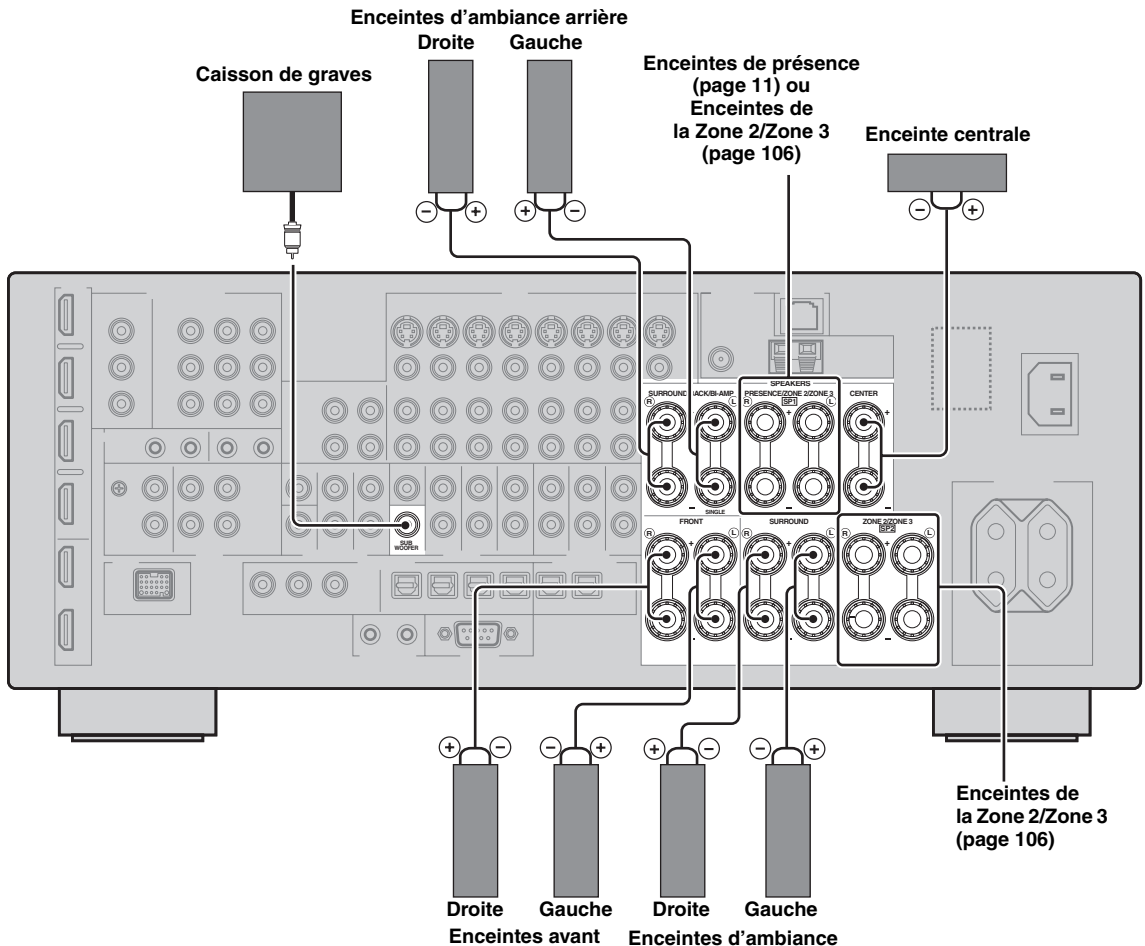 Enceintes d'ambiance arrière
Droite Gauche
Caisson de graves
Enceintes de présence
(page 11) ou
Enceintes de
la Zone 2/Zone 3
(page 106)
Enceinte centrale
SPEAKERS
SURROUND BACK/BI-AMP
PRESENCE/ZONE 2/ZONE 3
CENTER
R L R SP1 L
SINGLE
SUB
WOOFER
FRONT
SURROUND
ZONE 2/ZONE 3
R L R L R SP2 L
Enceintes de
la Zone 2/Zone 3
(page 106)
Droite Gauche Droite Gauche
Enceintes avant Enceintes d'ambiance